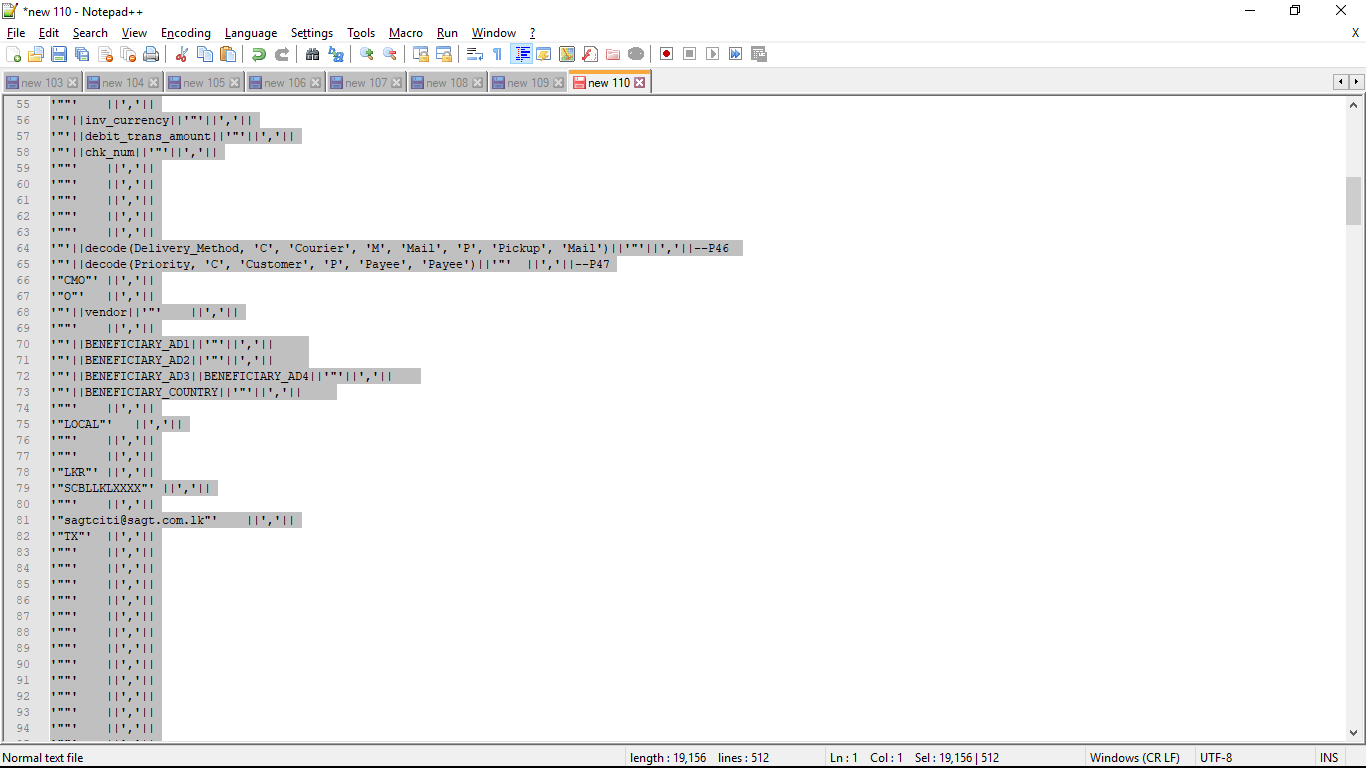 *new 110 - Notepad++
File Edit Search View Encoding Language Settings Tools Macro Run Window ? X
new 103 new 104 new 105 new 106 new 107 new 108 new 109 new 110
55 '""' ||','||
56 '"'||inv_currency||'"'||','||
57 '"'||debit_trans_amount||'"'||','||
58 '"'||chk_num||'"'||','||
59 '""' ||','||
60 '""' ||','||
61 '""' ||','||
62 '""' ||','||
63 '""' ||','||
64 '"'||decode(Delivery_Method, 'C', 'Courier', 'M', 'Mail', 'P', 'Pickup', 'Mail')||'"'||','||--P46
65 '"'||decode(Priority, 'C', 'Customer', 'P', 'Payee', 'Payee')||'"' ||','||--P47
66 '"CMO"' ||','||
67 '"O"' ||','||
68 '"'||vendor||'"' ||','||
69 '""' ||','||
70 '"'||BENEFICIARY_AD1||'"'||','||
71 '"'||BENEFICIARY_AD2||'"'||','||
72 '"'||BENEFICIARY_AD3||BENEFICIARY_AD4||'"'||','||
73 '"'||BENEFICIARY_COUNTRY||'"'||','||
74 '""' ||','||
75 '"LOCAL"' ||','||
76 '""' ||','||
77 '""' ||','||
78 '"LKR"' ||','||
79 '"SCBLLKLXXXX"' ||','||
80 '""' ||','||
81 '"sagtciti@sagt.com.lk"' ||','||
82 '"TX"' ||','||
83 '""' ||','||
84 '""' ||','||
85 '""' ||','||
86 '""' ||','||
87 '""' ||','||
88 '""' ||','||
89 '""' ||','||
90 '""' ||','||
91 '""' ||','||
92 '""' ||','||
93 '""' ||','||
94 '""' ||','||
Normal text file length : 19,156 lines : 512 Ln : 1 Col : 1 Sel : 19,156 | 512 Windows (CR LF) UTF-8 INS